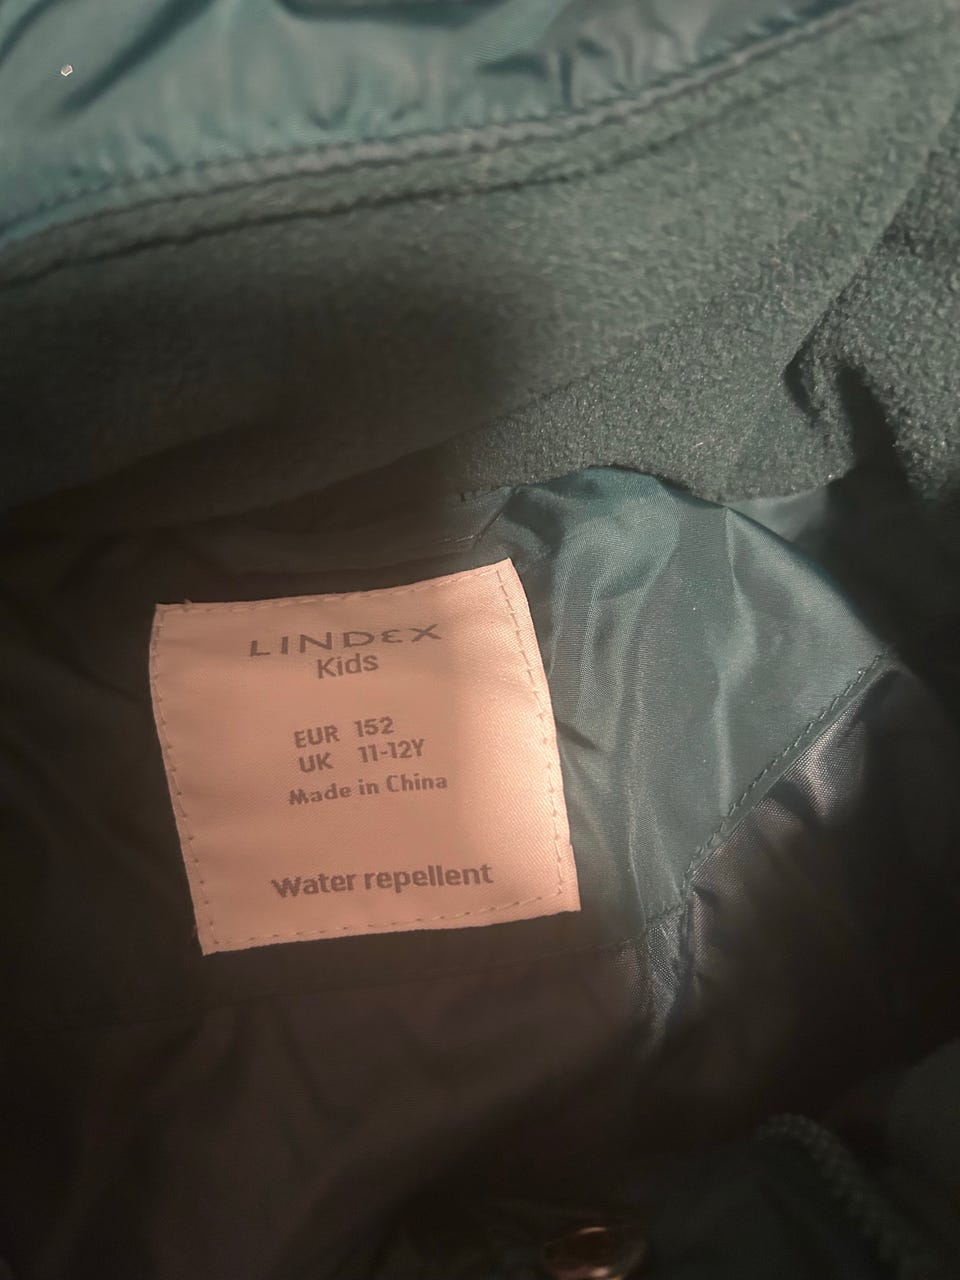 LINDEX
Kids
EUR 152
UK 11-12Y
Made in China
Water repellent